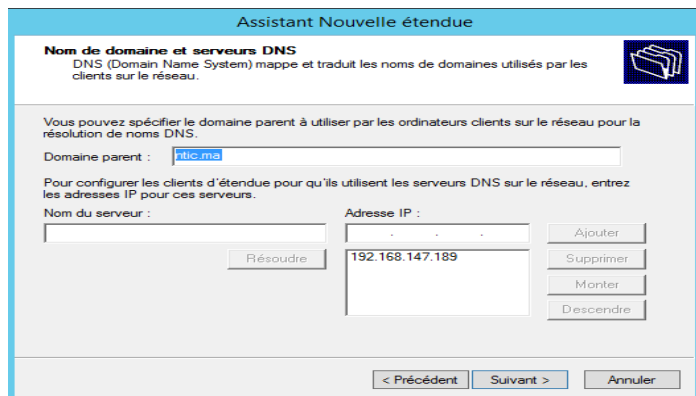 Assistant Nouvelle étendue
Nom de domaine et serveurs DNS
DNS (Domain Name System) mappe et traduit les noms de domaines utilisés par les
clients sur le réseau.
Vous pouvez spécifier le domaine parent à utiliser par les ordinateurs clients sur le réseau pour la
résolution de noms DNS.
Domaine parent : ntic.ma
Pour configurer les clients d'étendue pour qu'ils utilisent les serveurs DNS sur le réseau, entrez
les adresses IP pour ces serveurs.
Nom du serveur : Adresse IP :
. . . Ajouter
Résoudre 192.168.147.189 Supprimer
Monter
Descendre
< Précédent Suivant > Annuler